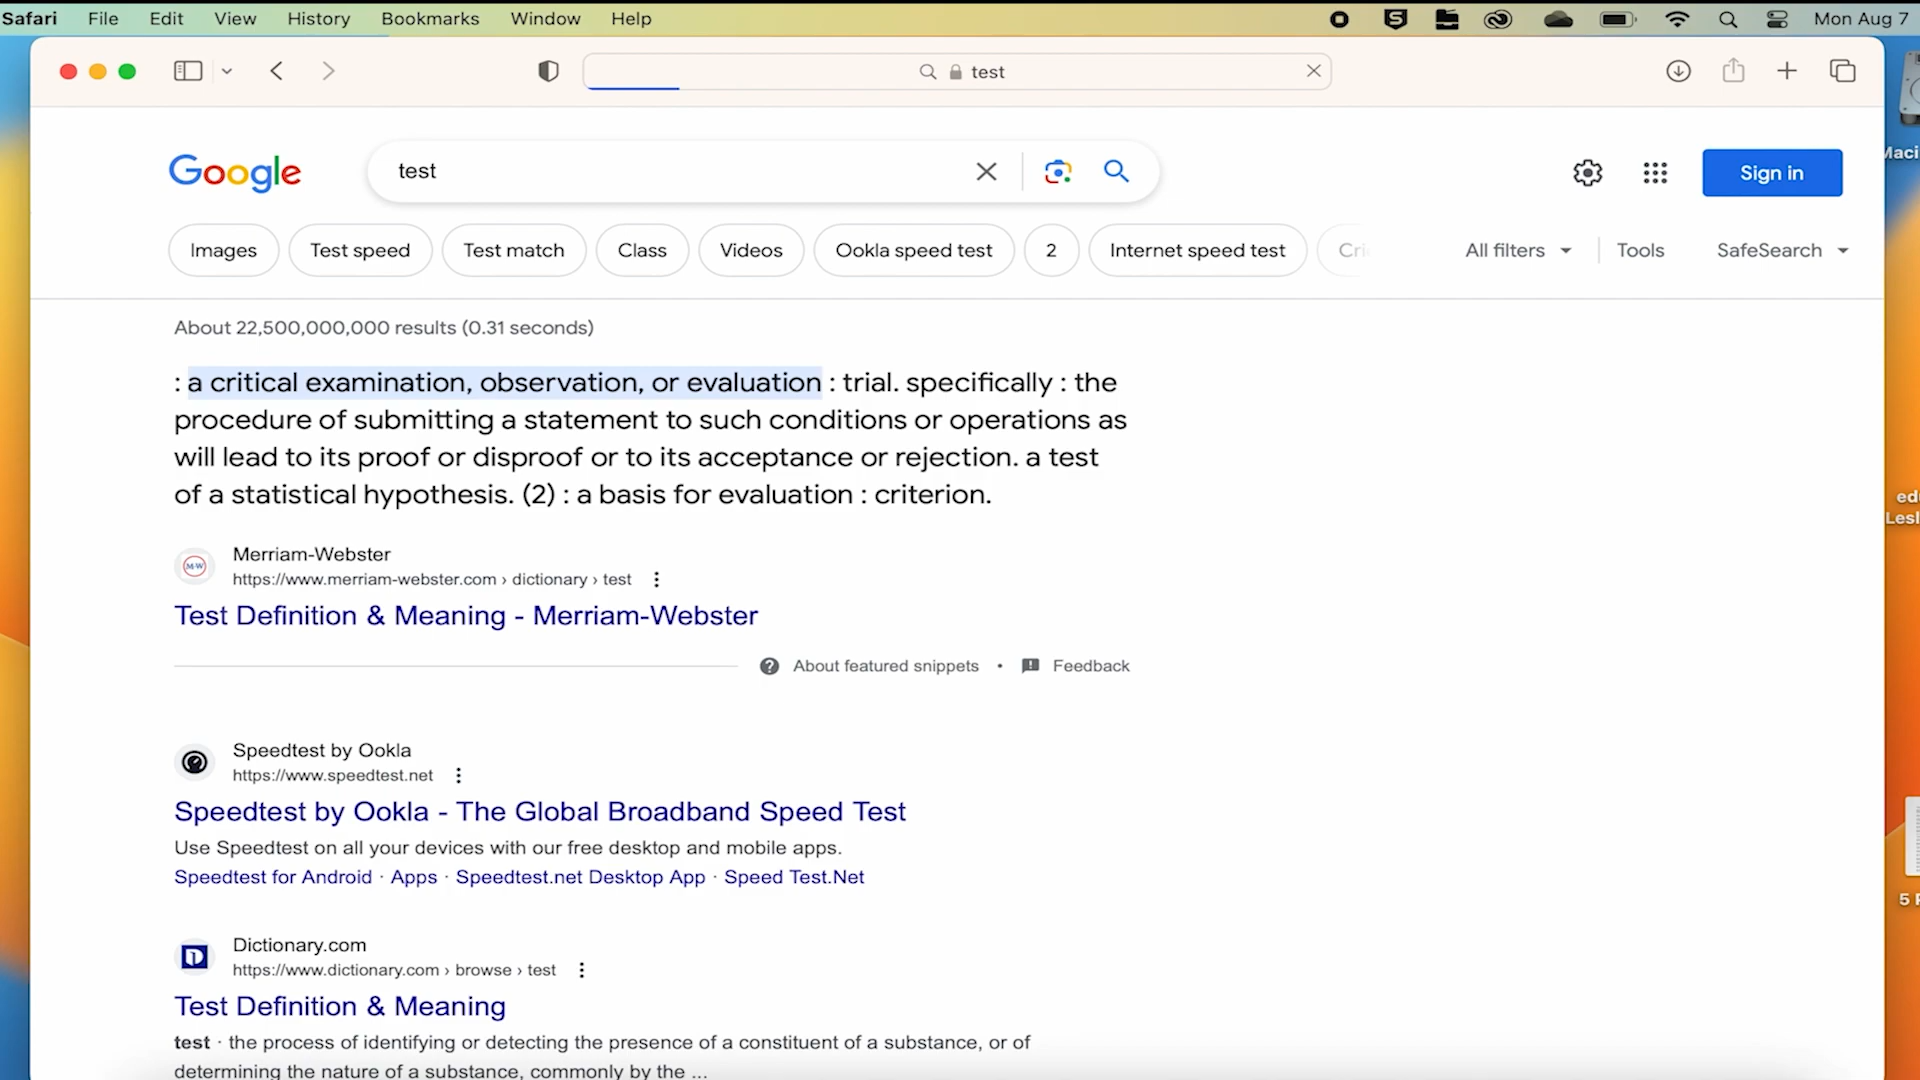 Safari File Edit View History Bookmarks Window Help Mon Aug 7
test
Google test Sign in
Images Test speed Test match Class Videos Ookla speed test 2 Internet speed test Cri All filters Tools SafeSearch
About 22,500,000,000 results (0.31 seconds)
: a critical examination, observation, or evaluation : trial. specifically : the
procedure of submitting a statement to such conditions or operations as
will lead to its proof or disproof or to its acceptance or rejection. a test
of a statistical hypothesis. (2) : a basis for evaluation : criterion.
Merriam-Webster
https://www.merriam-webster.com › dictionary › test
Test Definition & Meaning - Merriam-Webster
About featured snippets • Feedback
Speedtest by Ookla
https://www.speedtest.net
Speedtest by Ookla - The Global Broadband Speed Test
Use Speedtest on all your devices with our free desktop and mobile apps.
Speedtest for Android · Apps · Speedtest.net Desktop App · Speed Test.Net
Dictionary.com
https://www.dictionary.com › browse › test
Test Definition & Meaning
test · the process of identifying or detecting the presence of a constituent of a substance, or of
determining the nature of a substance, commonly by the ...